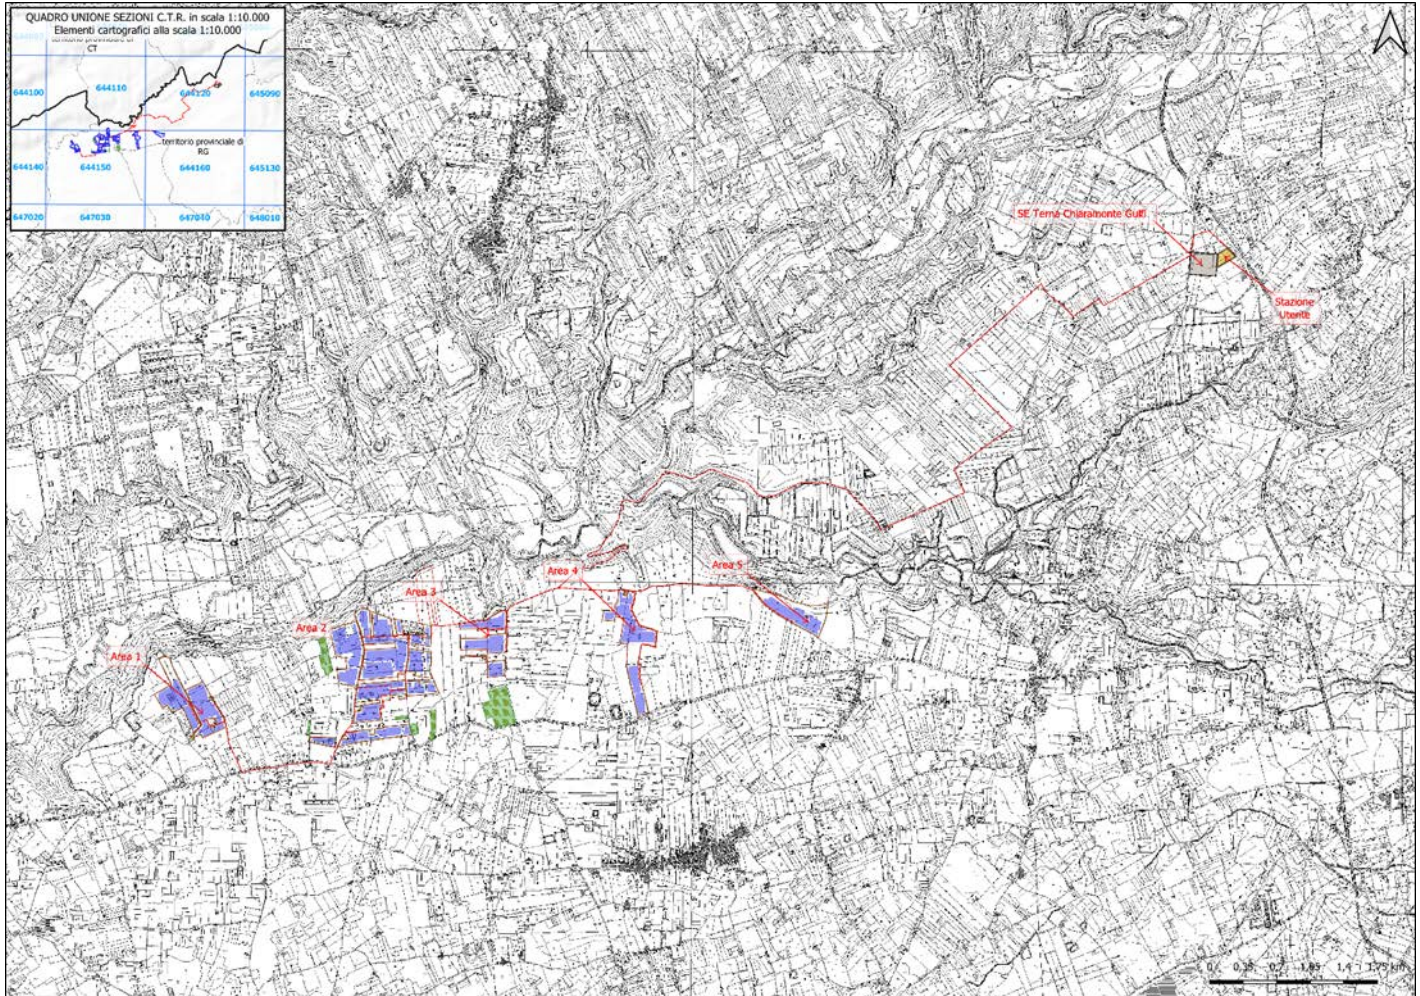 QUADRO UNIONE SEZIONI C.T.R. in scala 1:10.000
Elementi cartografici alla scala 1:10.000
territorio provinciale di
CT
644100
644110
644120
645090
territorio provinciale di
RG
644140
644150
644160
645130
647020
647030
647040
648010
SE Terna Chiaramonte Gulfi
Stazione
Utente
Area 5
Area 4
Area 3
Area 2
Area 1
0 0,35 0,7 1,05 1,4 1,75 km